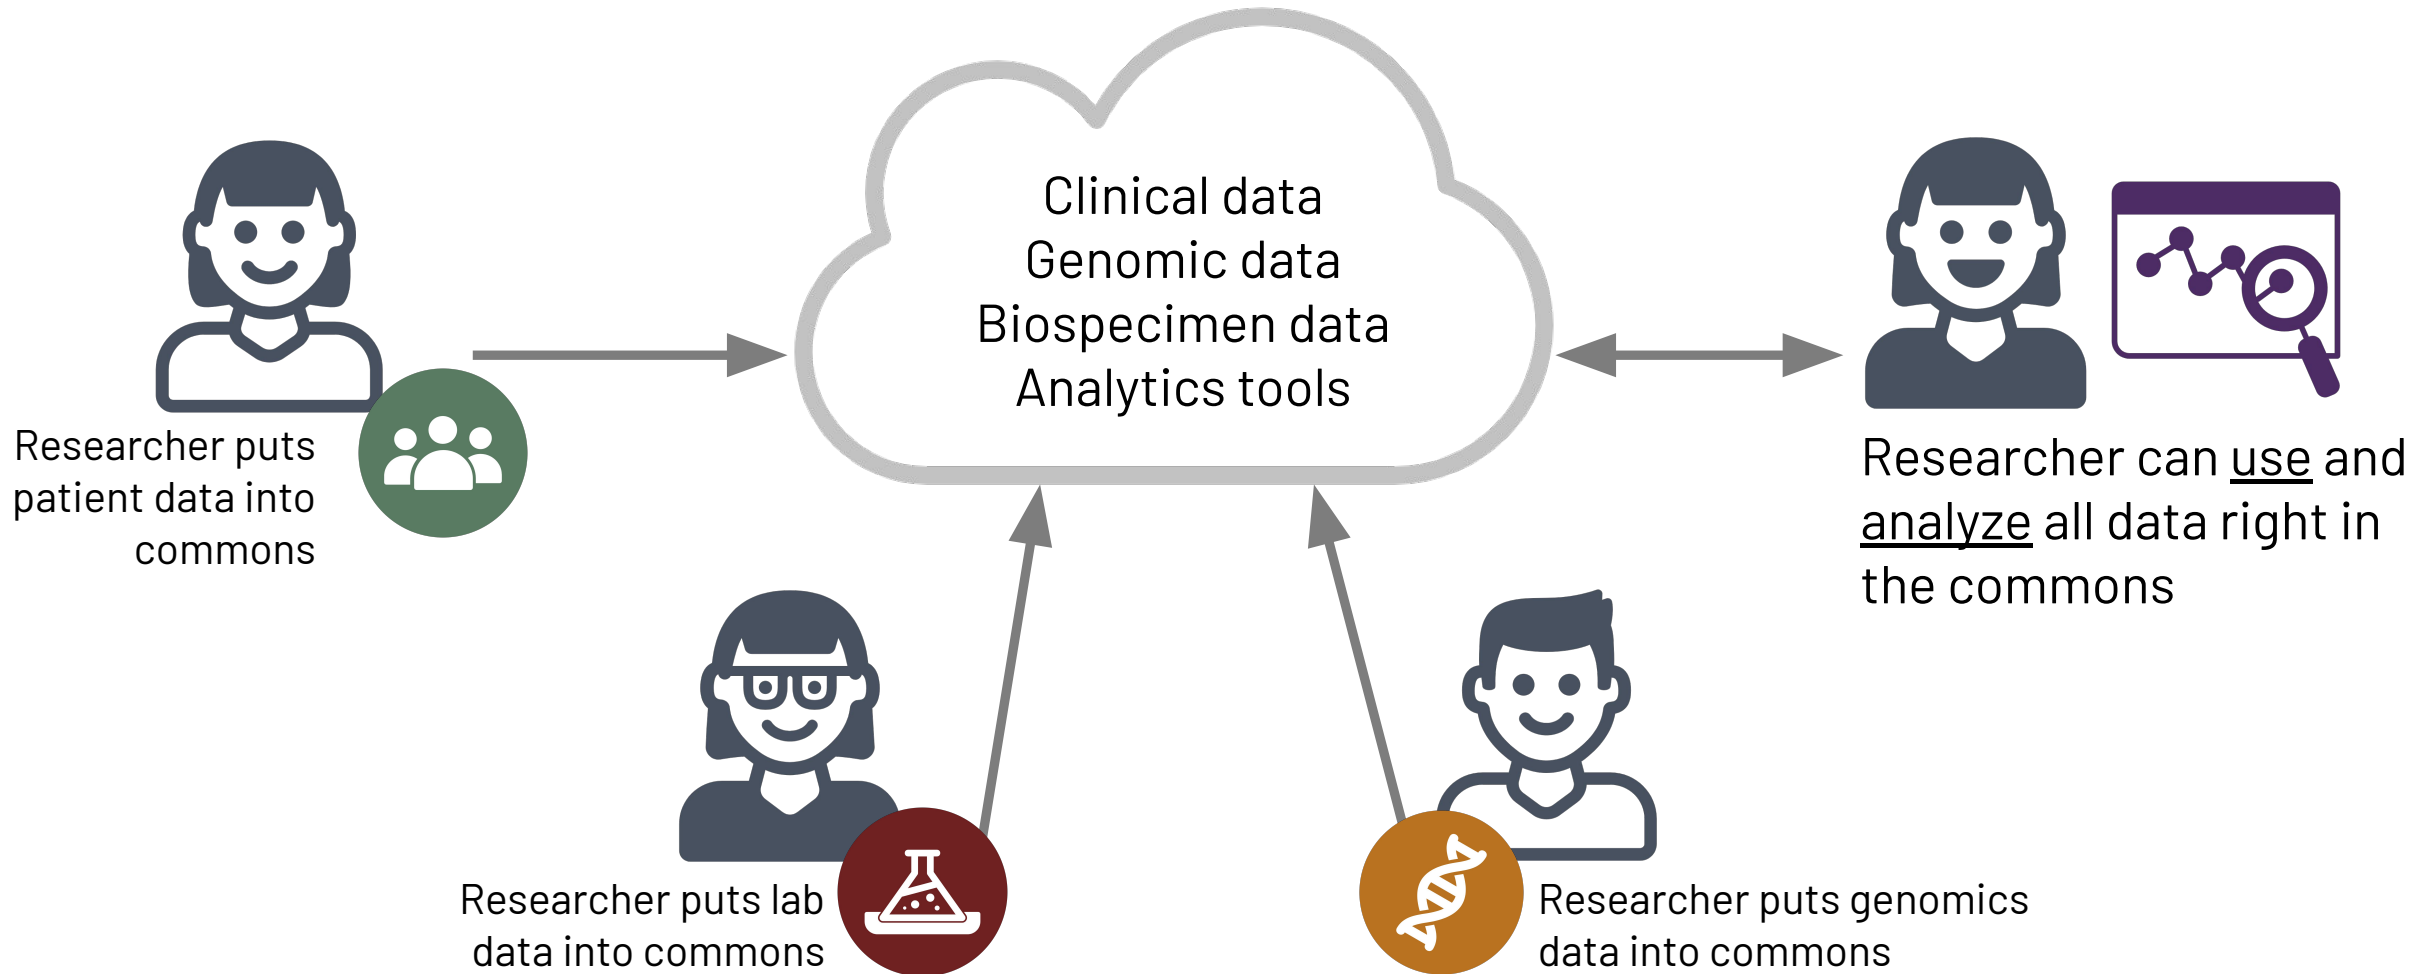 Clinical data
Genomic data
Biospecimen data
Analytics tools
Researcher puts
patient data into
commons
Researcher can use and
analyze all data right in
the commons
Researcher puts lab
data into commons
Researcher puts genomics
data into commons